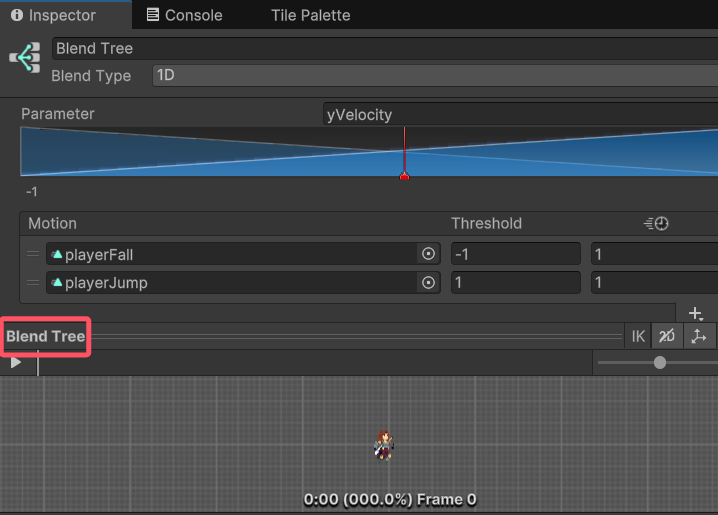 Inspector Console Tile Palette
Blend Tree
Blend Type 1D
Parameter yVelocity
-1
Motion Threshold
playerFall -1 1
playerJump 1 1
Blend Tree IK 2D
0:00 (000.0%) Frame 0